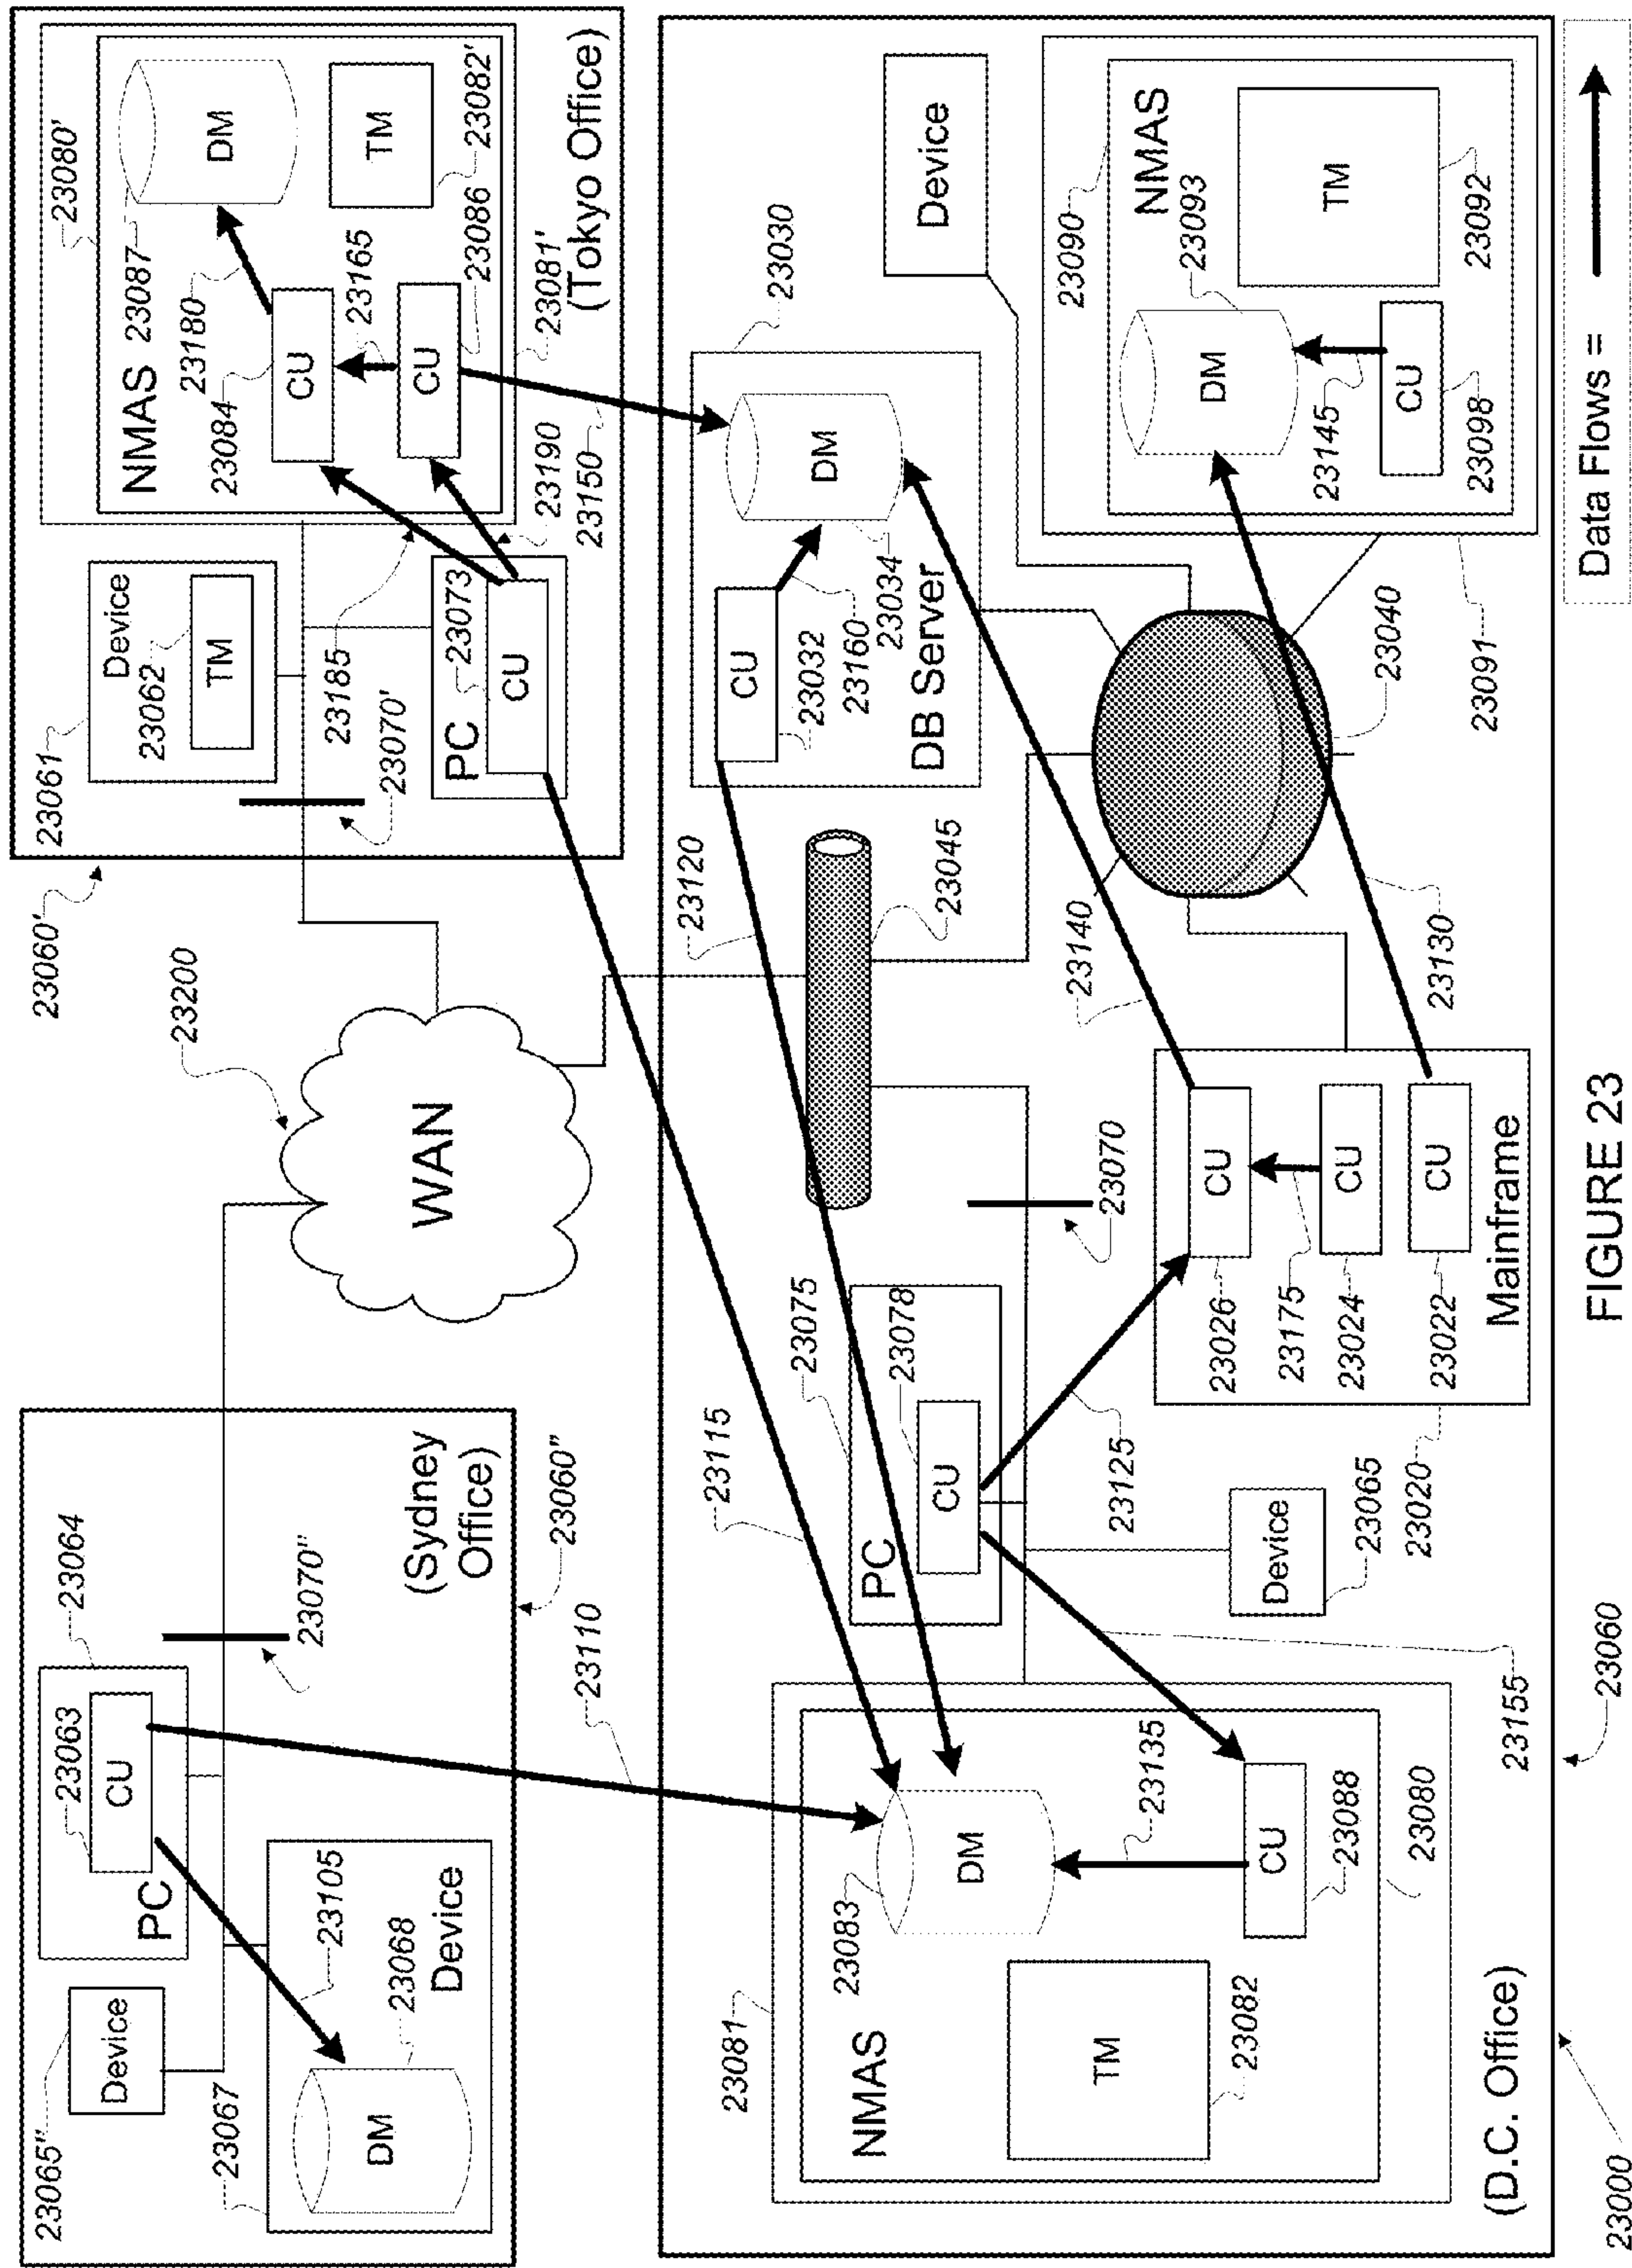 23065"
Device
23067
DM
23068
Device
23105
PC
23063
CU
23064
23070"
(Sydney
Office)
23060"
23110
23200
WAN
23060'
23061
Device
23062
TM
23185
23070'
PC
23073
CU
NMAS
23087
23080'
DM
23180
23084
CU
23165
CU
23086
TM
23082'
23081'
(Tokyo Office)
23190
23150
23115
23120
23081
NMAS
23083
DM
TM
23082
23135
CU
23088
23080
23155
PC
23075
23078
CU
23125
23065
Device
23020
23070
23045
23026
CU
23175
23024
CU
23022
CU
Mainframe
23140
23130
23030
CU
23032
23160
23034
DM
DB Server
Device
23040
23091
23090
NMAS
23093
DM
23145
CU
23098
TM
23092
(D.C. Office)
23000
23060
FIGURE 23
Data Flows =